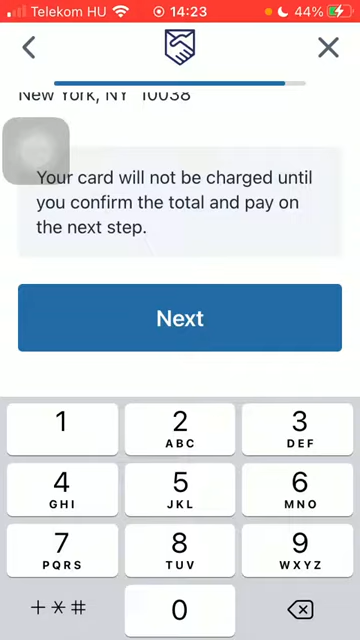 Telekom HU 14:23 44%
New York, NY 10038
Your card will not be charged until
you confirm the total and pay on
the next step.
Next
1 2 3
ABC DEF
4 5 6
GHI JKL MNO
7 8 9
PQRS TUV WXYZ
+*# 0